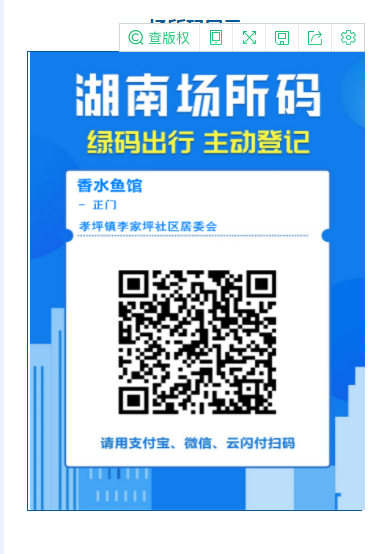 查版权
湖南场所码
绿码出行 主动登记
香水鱼馆
- 正门
孝坪镇李家坪社区居委会
请用支付宝、微信、云闪付扫码